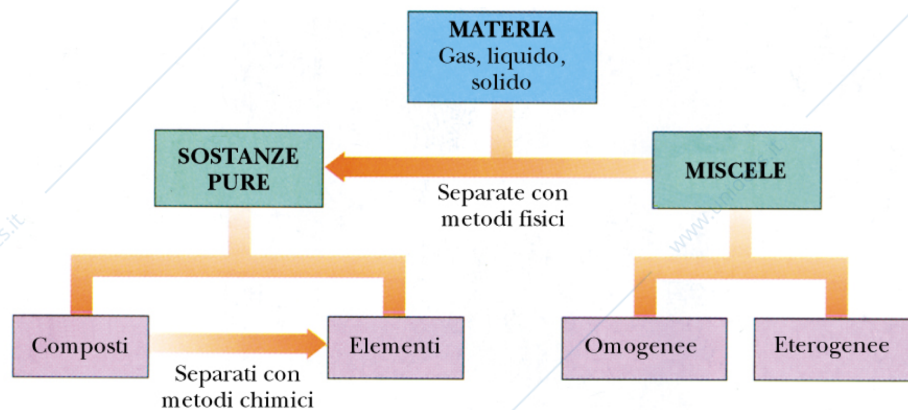 MATERIA
Gas, liquido,
solido
SOSTANZE
PURE
MISCELE
Separate con
metodi fisici
Composti
Elementi
Omogenee
Eterogenee
Separati con
metodi chimici